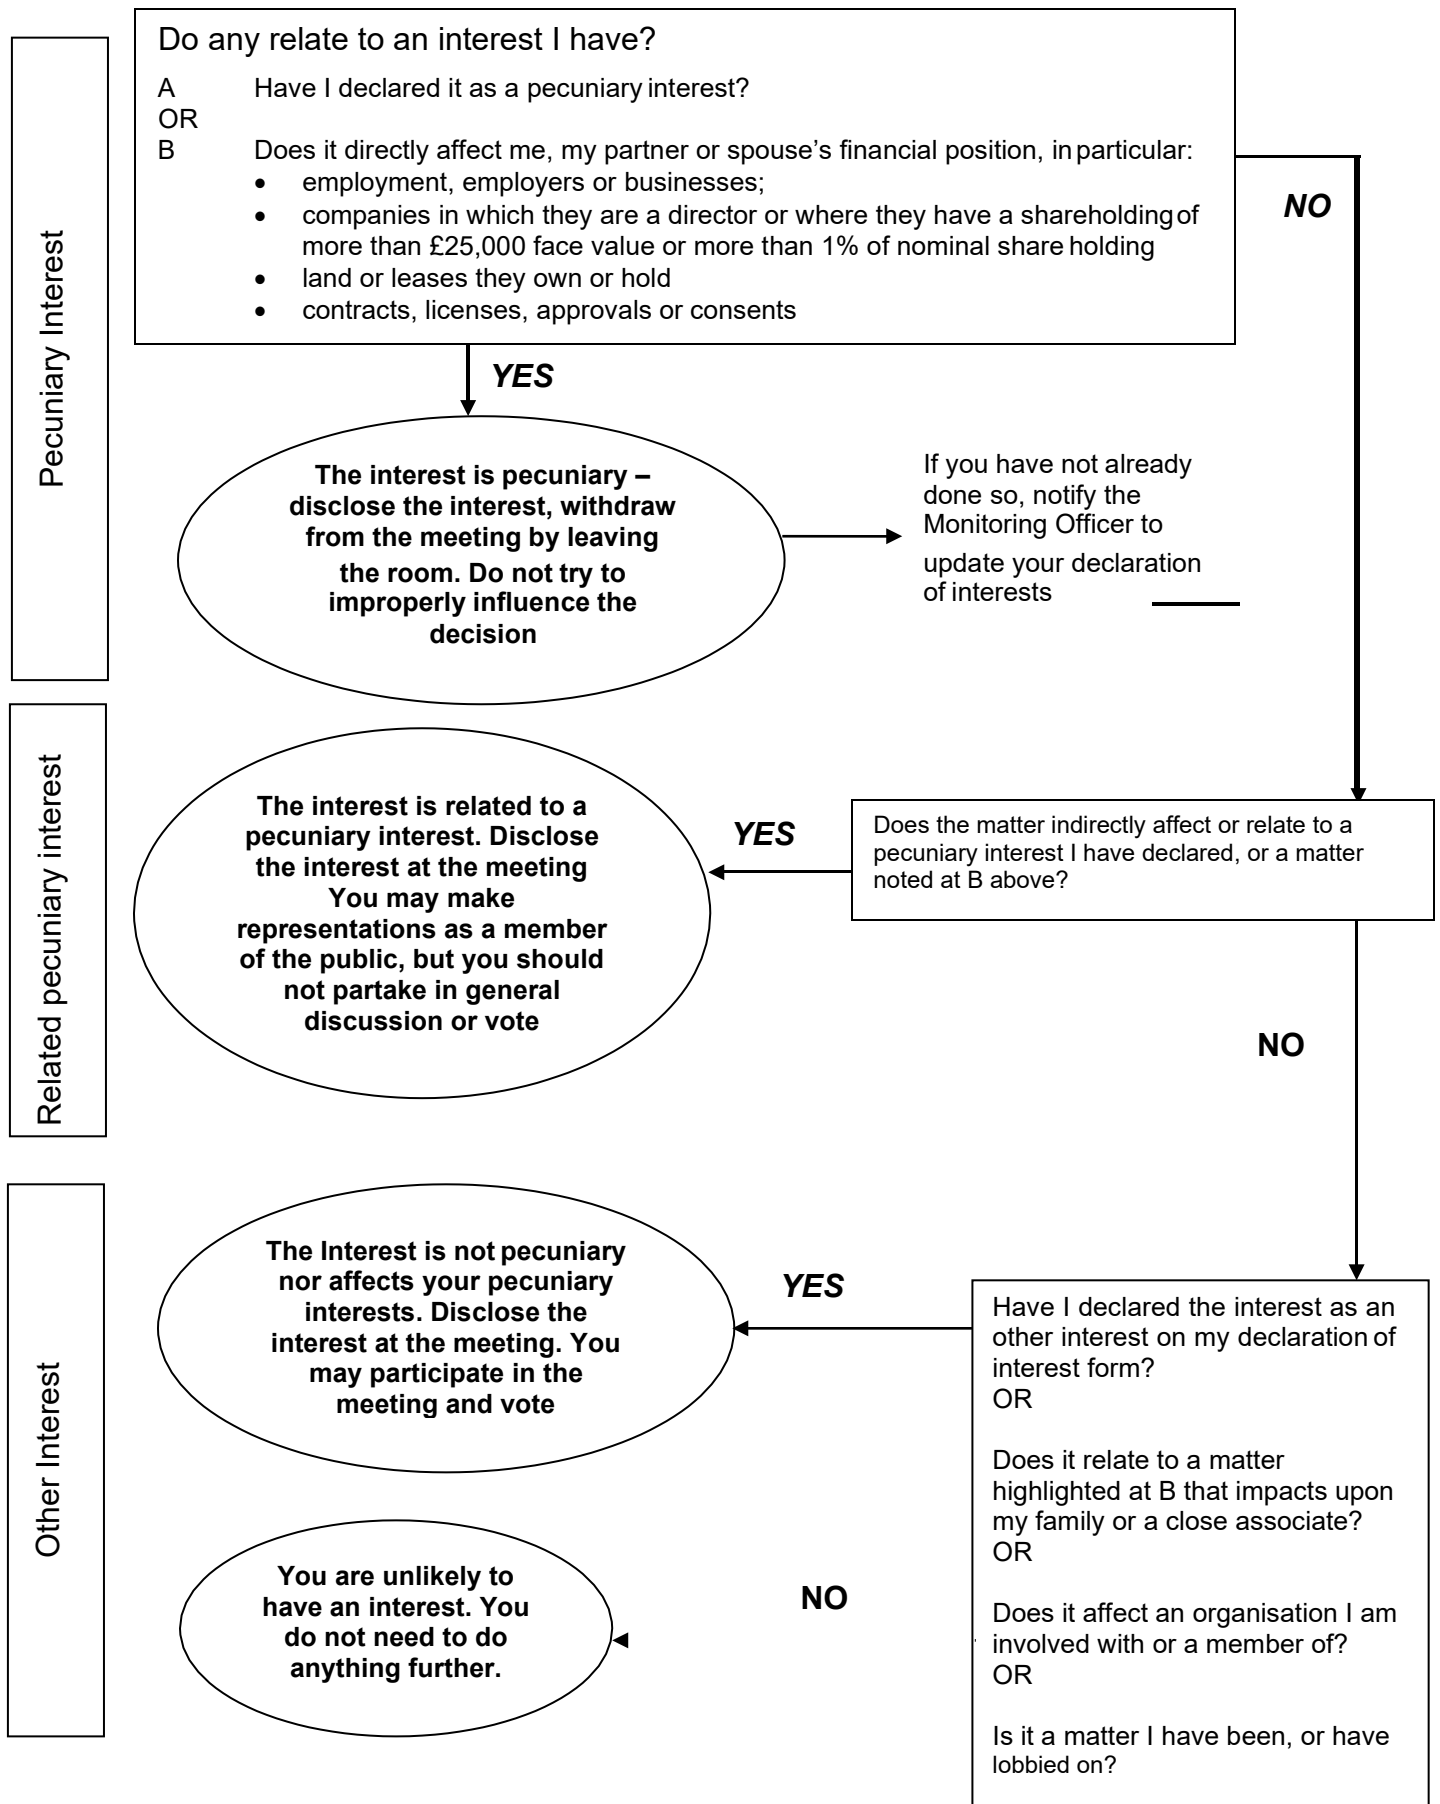 Pecuniary Interest
Do any relate to an interest I have?
A Have I declared it as a pecuniary interest?
OR
B Does it directly affect me, my partner or spouse’s financial position, in particular:
• employment, employers or businesses;
• companies in which they are a director or where they have a shareholding of
more than £25,000 face value or more than 1% of nominal share holding
• land or leases they own or hold
• contracts, licenses, approvals or consents
NO
YES
The interest is pecuniary –
disclose the interest, withdraw
from the meeting by leaving
the room. Do not try to
improperly influence the
decision
If you have not already
done so, notify the
Monitoring Officer to
update your declaration
of interests
Related pecuniary interest
The interest is related to a
pecuniary interest. Disclose
the interest at the meeting
You may make
representations as a member
of the public, but you should
not partake in general
discussion or vote
YES
Does the matter indirectly affect or relate to a
pecuniary interest I have declared, or a matter
noted at B above?
NO
Other Interest
The Interest is not pecuniary
nor affects your pecuniary
interests. Disclose the
interest at the meeting. You
may participate in the
meeting and vote
YES
Have I declared the interest as an
other interest on my declaration of
interest form?
OR
Does it relate to a matter
highlighted at B that impacts upon
my family or a close associate?
OR
Does it affect an organisation I am
involved with or a member of?
OR
Is it a matter I have been, or have
lobbied on?
NO
You are unlikely to
have an interest. You
do not need to do
anything further.